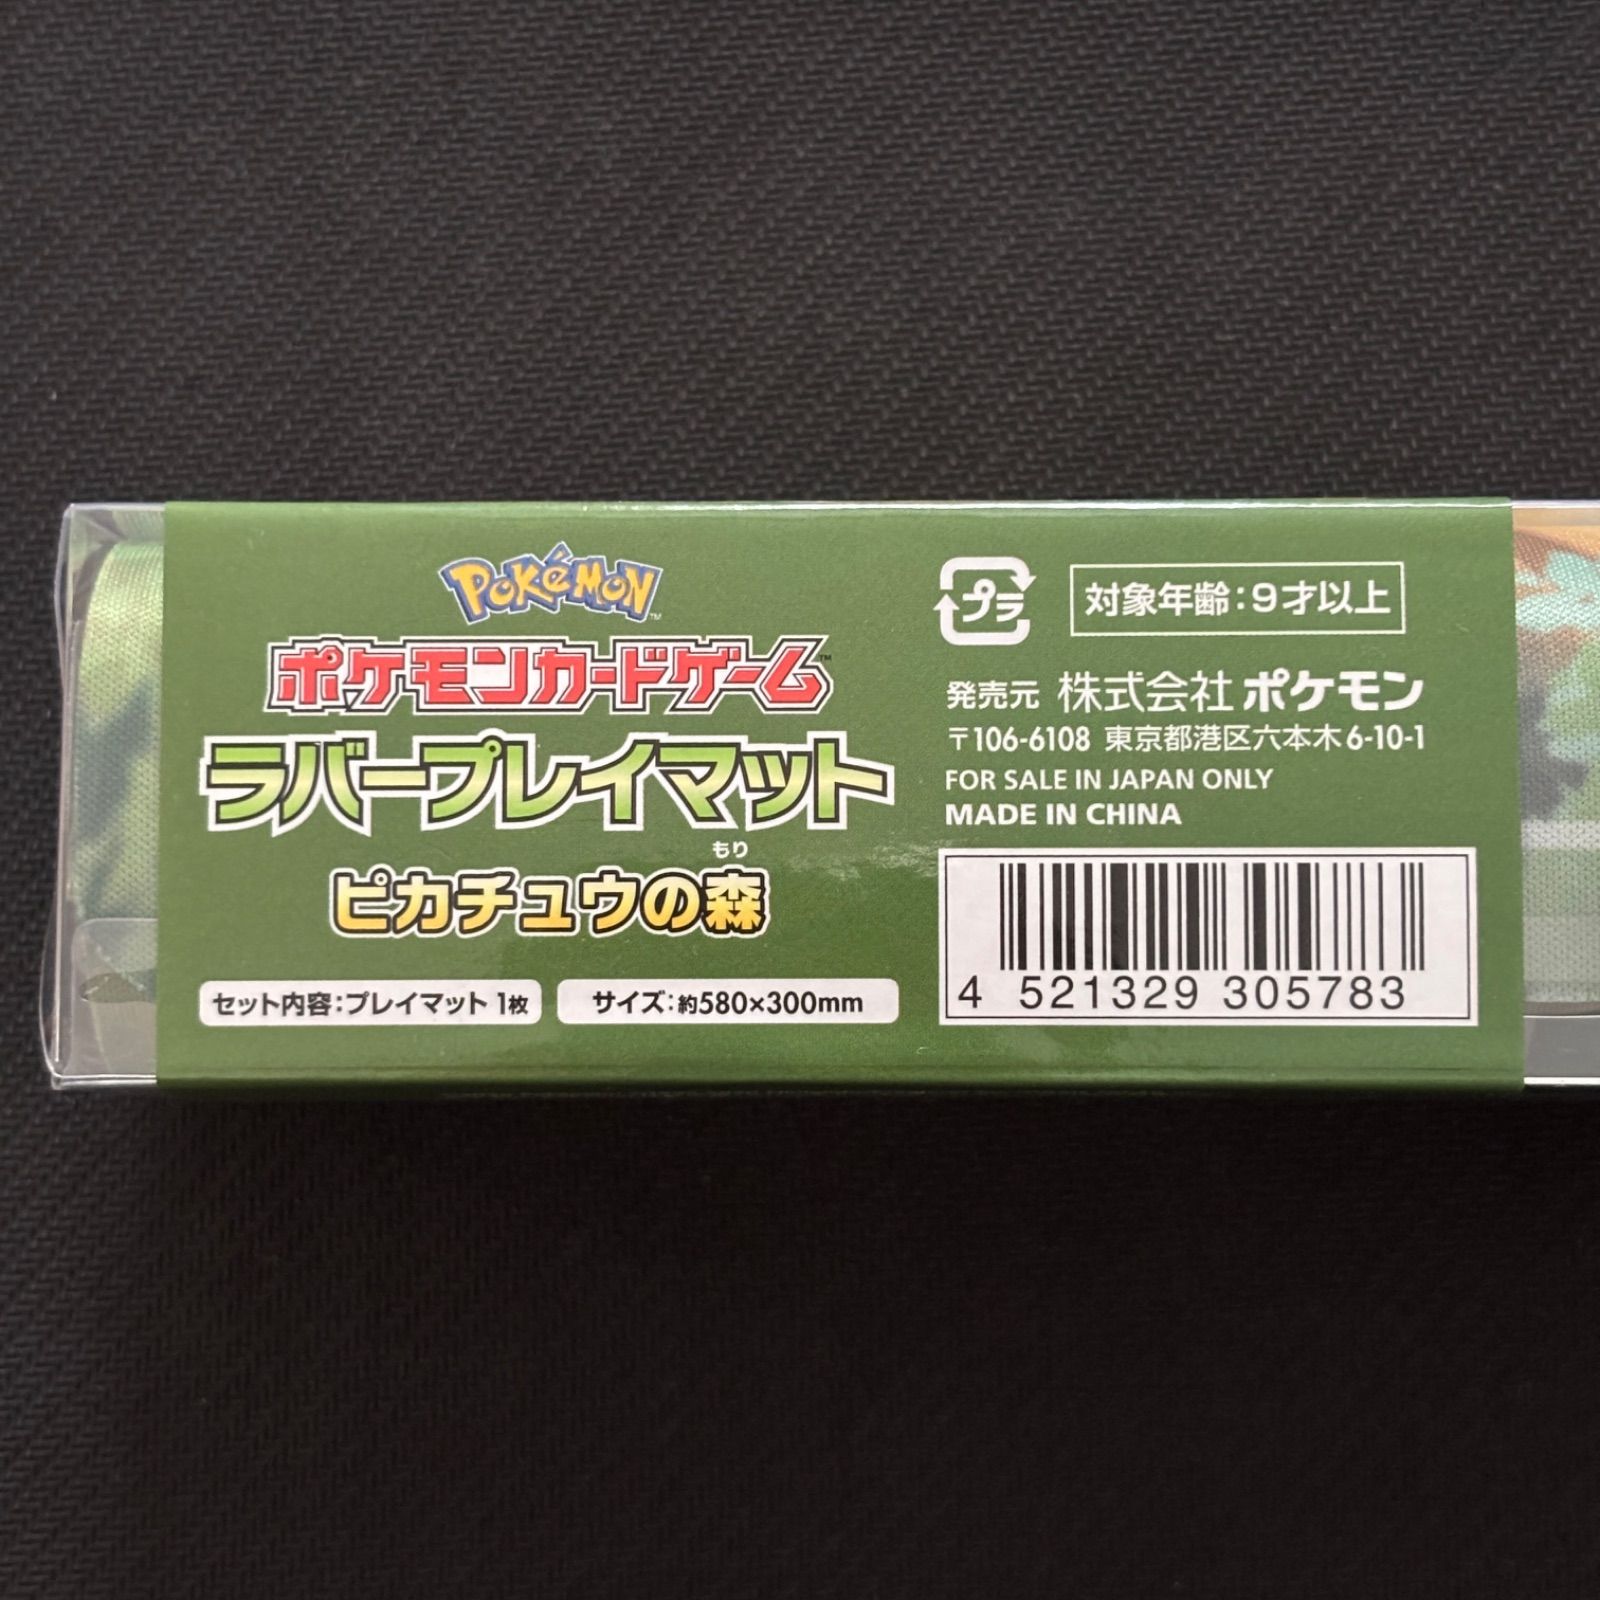 POKéMON™
ポケモンカードゲーム™
ラバープレイマット
もり
ピカチュウの森
セット内容:プレイマット 1枚
サイズ:約580×300mm
プラ
対象年齢:9才以上
発売元 株式会社ポケモン
〒106-6108 東京都港区六本木6-10-1
FOR SALE IN JAPAN ONLY
MADE IN CHINA
4 521329 305783